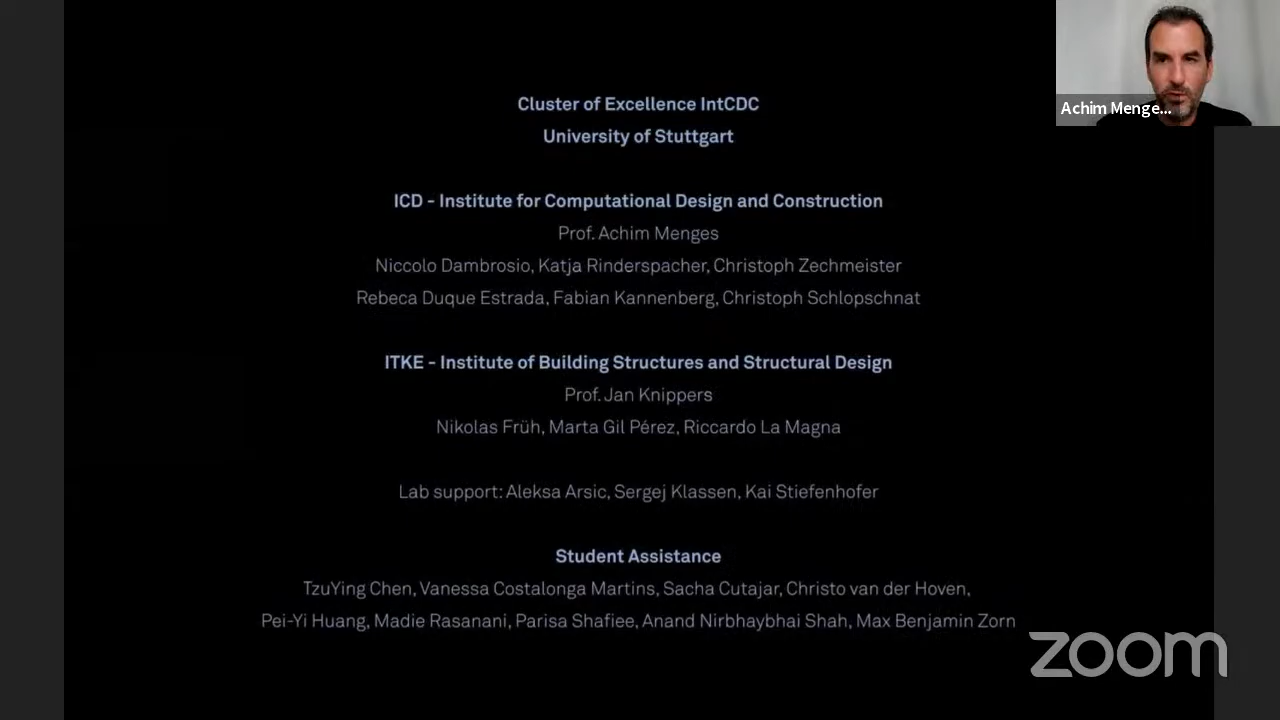 Cluster of Excellence IntCDC
University of Stuttgart
Achim Menge...
ICD - Institute for Computational Design and Construction
Prof. Achim Menges
Niccolo Dambrosio, Katja Rinderspacher, Christoph Zechmeister
Rebeca Duque Estrada, Fabian Kannenberg, Christoph Schlopschnat
ITKE - Institute of Building Structures and Structural Design
Prof. Jan Knippers
Nikolas Früh, Marta Gil Pérez, Riccardo La Magna
Lab support: Aleksa Arsic, Sergej Klassen, Kai Stiefenhofer
Student Assistance
TzuYing Chen, Vanessa Costalonga Martins, Sacha Cutajar, Christo van der Hoven,
Pei-Yi Huang, Madie Rasanani, Parisa Shafiee, Anand Nirbhaybhai Shah, Max Benjamin Zorn
zoom